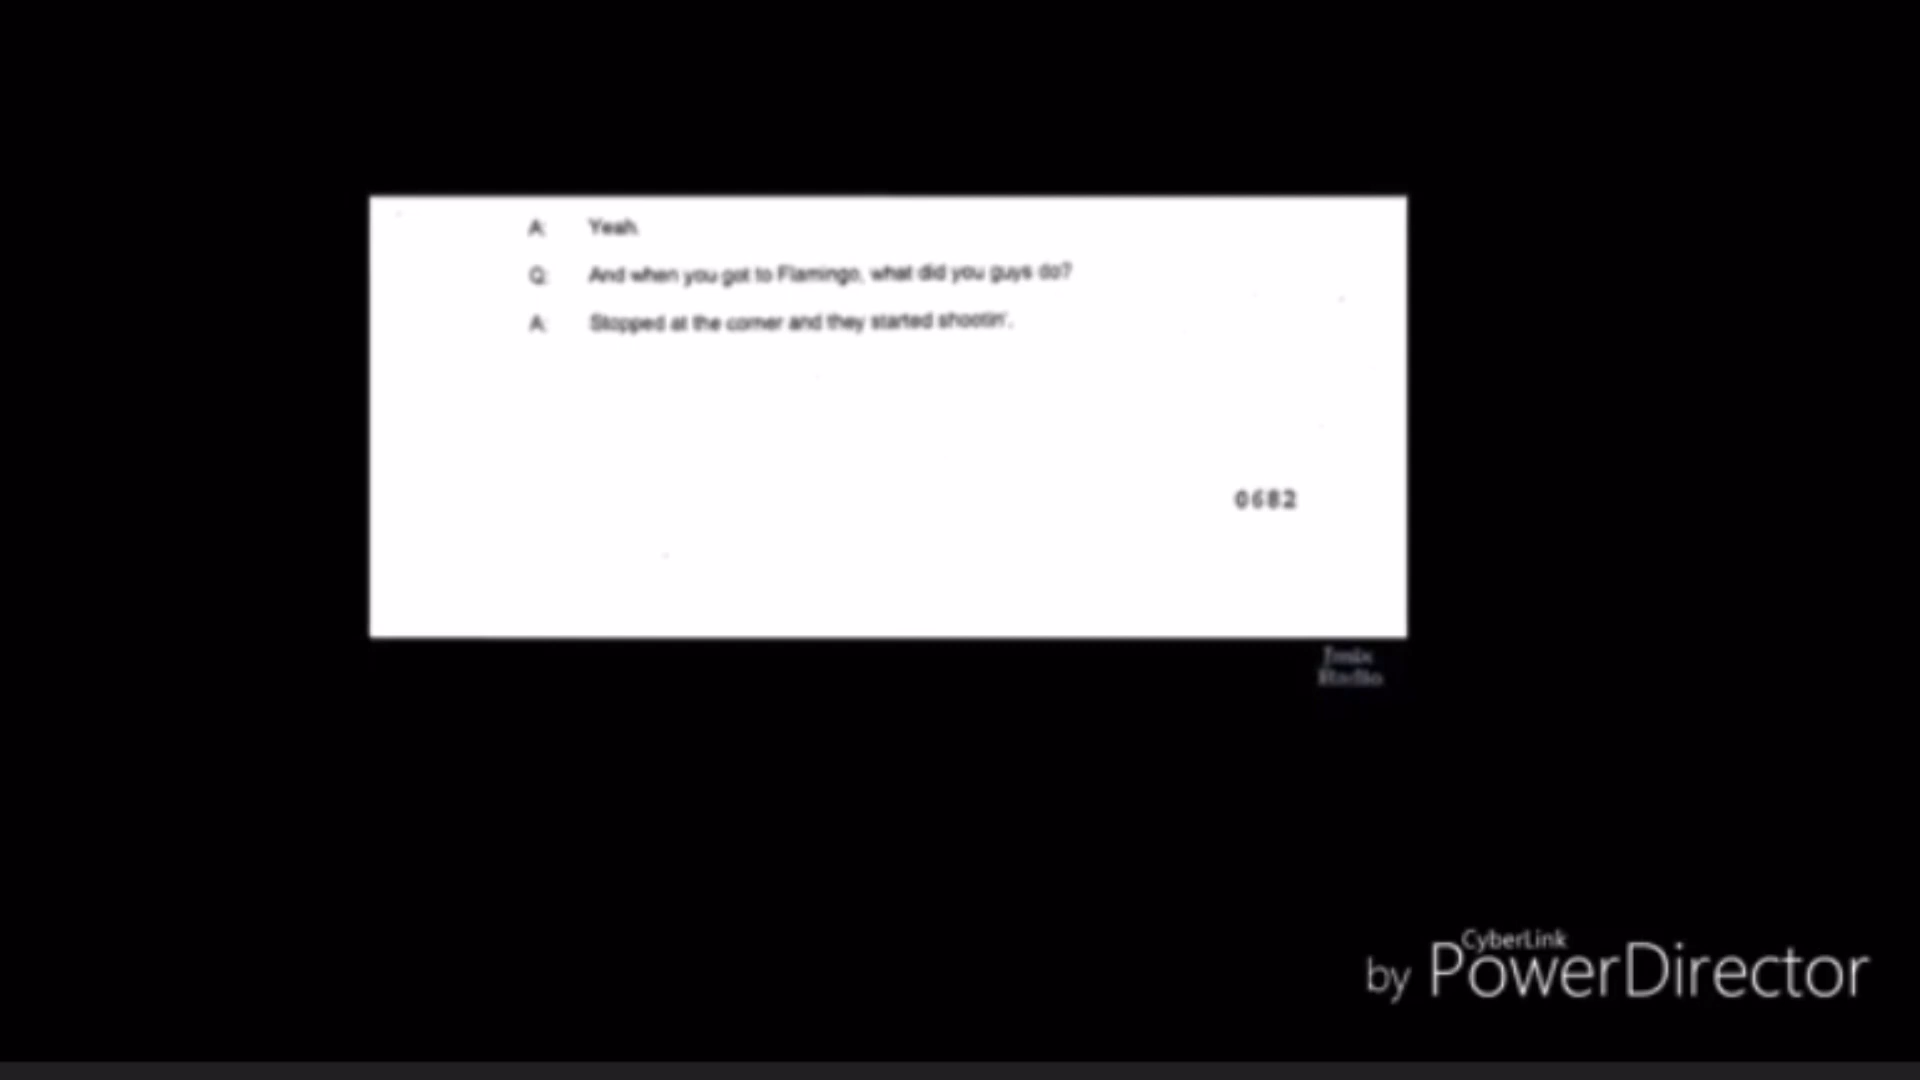 A: Yeah.
Q: And when you got to Flamingo, what did you guys do?
A: Stopped at the corner and they started shootin'.
0682
Radio
CyberLink
by PowerDirector